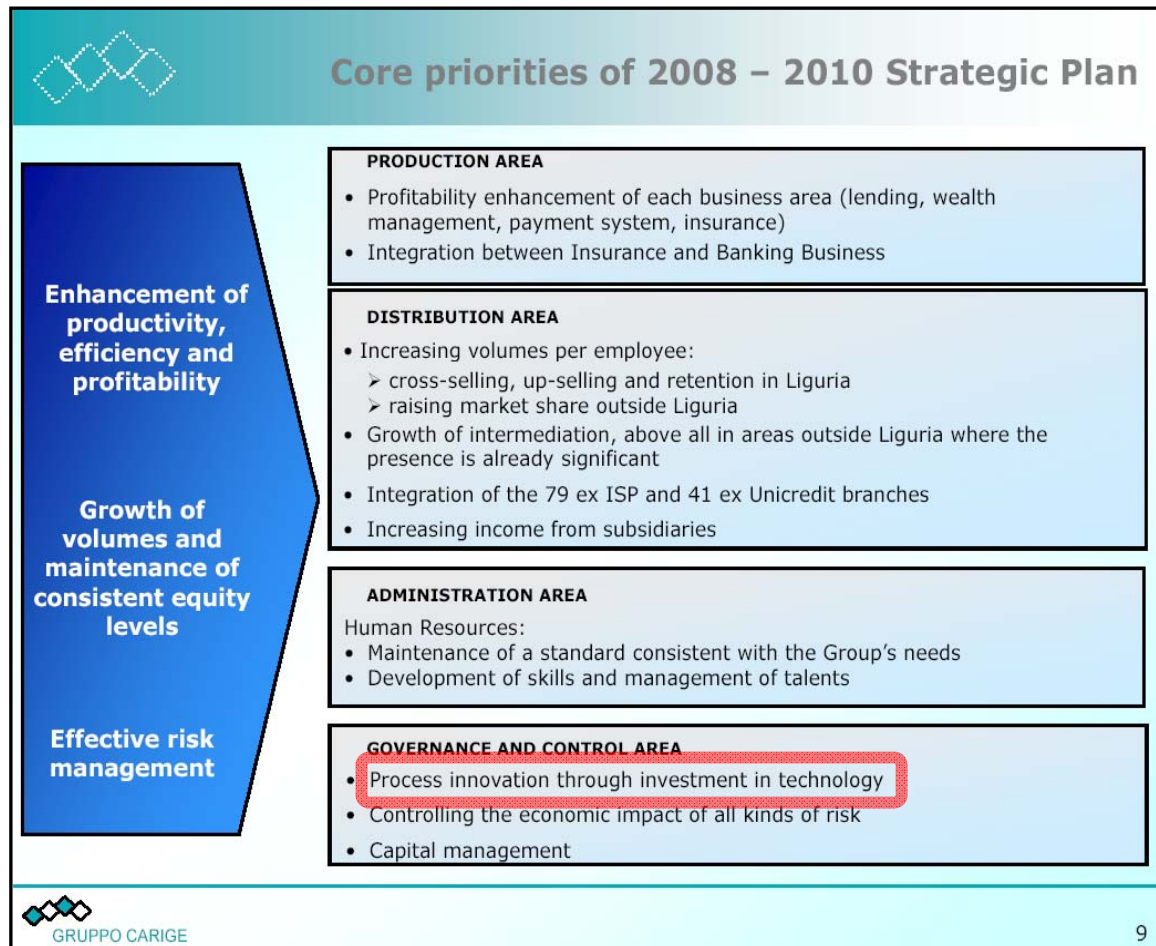 Core priorities of 2008 – 2010 Strategic Plan
Enhancement of
productivity,
efficiency and
profitability
Growth of
volumes and
maintenance of
consistent equity
levels
Effective risk
management
PRODUCTION AREA
• Profitability enhancement of each business area (lending, wealth
management, payment system, insurance)
• Integration between Insurance and Banking Business
DISTRIBUTION AREA
• Increasing volumes per employee:
➢ cross-selling, up-selling and retention in Liguria
➢ raising market share outside Liguria
• Growth of intermediation, above all in areas outside Liguria where the
presence is already significant
• Integration of the 79 ex ISP and 41 ex Unicredit branches
• Increasing income from subsidiaries
ADMINISTRATION AREA
Human Resources:
• Maintenance of a standard consistent with the Group's needs
• Development of skills and management of talents
GOVERNANCE AND CONTROL AREA
• Process innovation through investment in technology
• Controlling the economic impact of all kinds of risk
• Capital management
GRUPPO CARIGE
9